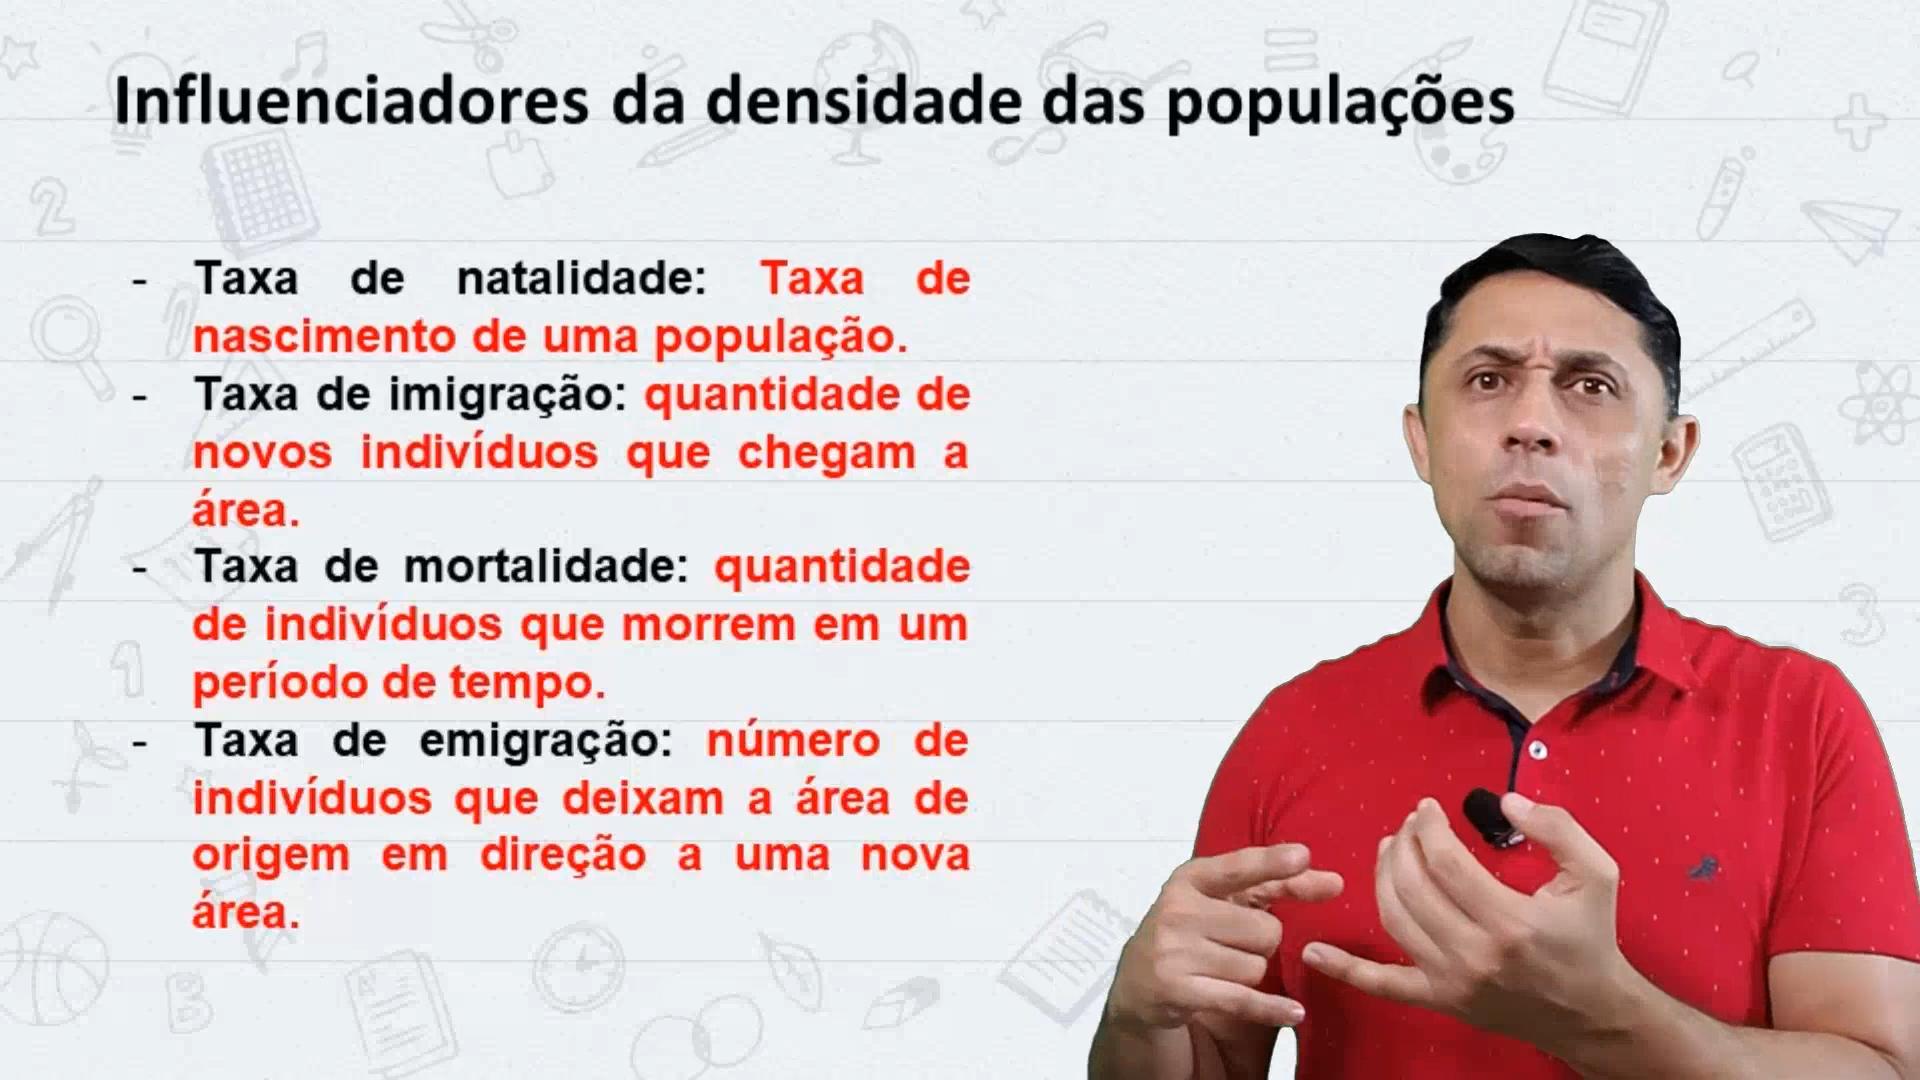 Influenciadores da densidade das populações
- Taxa de natalidade: Taxa de
nascimento de uma população.
- Taxa de imigração: quantidade de
novos indivíduos que chegam a
área.
- Taxa de mortalidade: quantidade
de indivíduos que morrem em um
período de tempo.
- Taxa de emigração: número de
indivíduos que deixam a área de
origem em direção a uma nova
área.